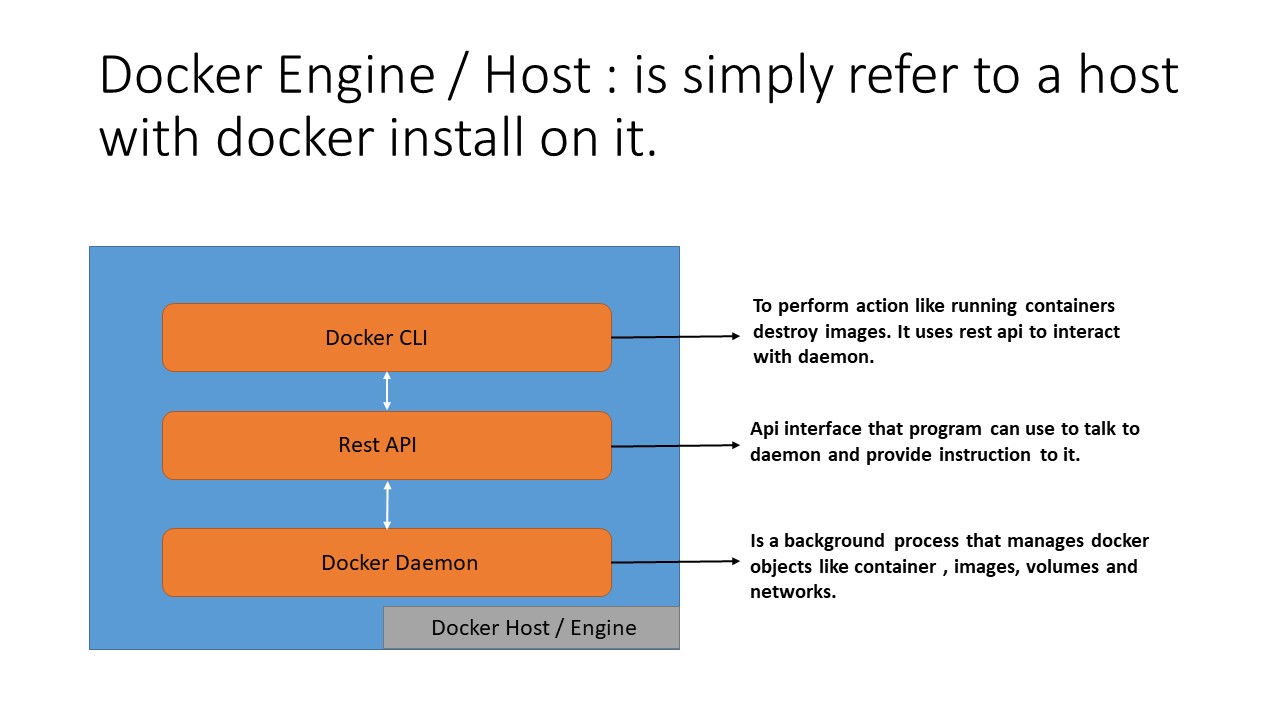 Docker Engine / Host : is simply refer to a host
with docker install on it.
Docker CLI
To perform action like running containers
destroy images. It uses rest api to interact
with daemon.
Rest API
Api interface that program can use to talk to
daemon and provide instruction to it.
Docker Daemon
Is a background process that manages docker
objects like container , images, volumes and
networks.
Docker Host / Engine